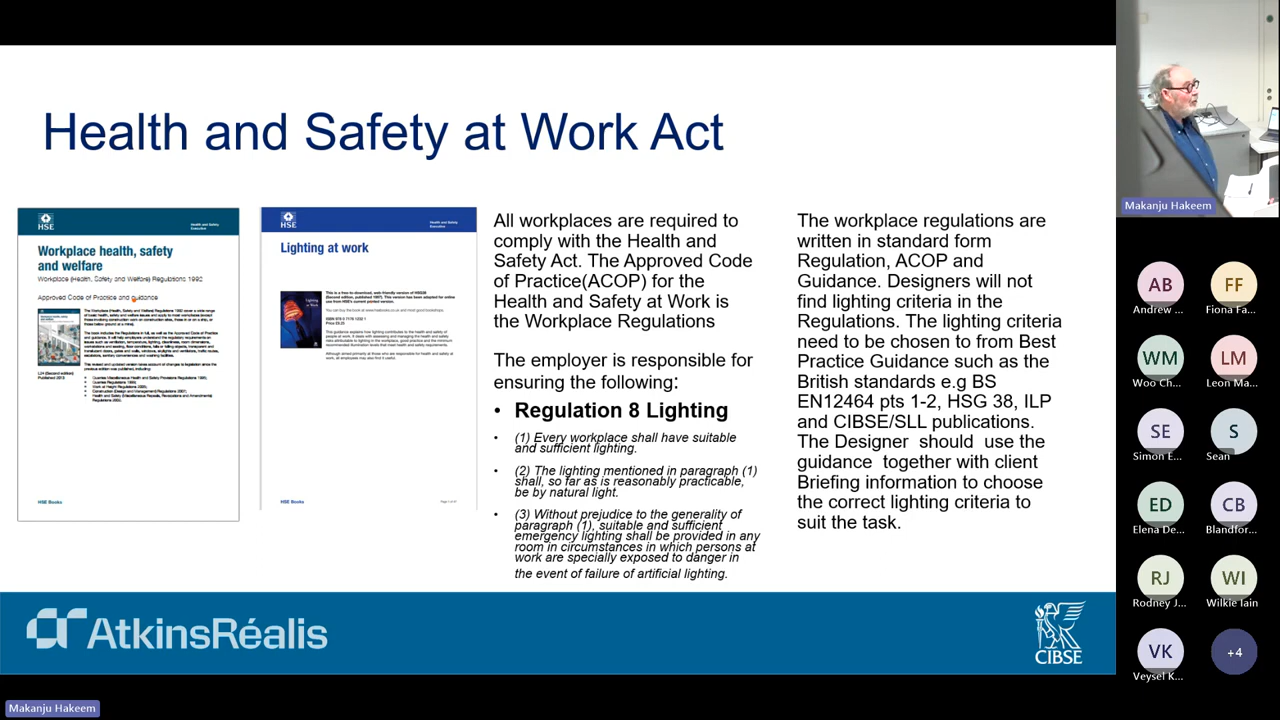 Health and Safety at Work Act
HSE
Health and Safety
Executive
Workplace health, safety
and welfare
Workplace (Health, Safety and Welfare) Regulations 1992
Approved Code of Practice and guidance
HSE Books
HSE
Health and Safety
Executive
Lighting at work
HSE Books
All workplaces are required to
comply with the Health and
Safety Act. The Approved Code
of Practice(ACOP) for the
Health and Safety at Work is
the Workplace Regulations
The employer is responsible for
ensuring the following:
• Regulation 8 Lighting
• (1) Every workplace shall have suitable
and sufficient lighting.
• (2) The lighting mentioned in paragraph (1)
shall, so far as is reasonably practicable,
be by natural light.
• (3) Without prejudice to the generality of
paragraph (1), suitable and sufficient
emergency lighting shall be provided in any
room in circumstances in which persons at
work are specially exposed to danger in
the event of failure of artificial lighting.
The workplace regulations are
written in standard form
Regulation, ACOP and
Guidance. Designers will not
find lighting criteria in the
Regulations. The lighting criteria
need to be chosen to from Best
Practice Guidance such as the
British standards e.g BS
EN12464 pts 1-2, HSG 38, ILP
and CIBSE/SLL publications.
The Designer should use the
guidance together with client
Briefing information to choose
the correct lighting criteria to
suit the task.
AtkinsRéalis
CIBSE
Makanju Hakeem
AB
Andrew ...
FF
Fiona Fa...
WM
Woo Ch...
LM
Leon Ma...
SE
Simon E...
S
Sean
ED
Elena De...
CB
Blandfor...
RJ
Rodney J...
WI
Wilkie Iain
VK
Veysel K...
+4
Makanju Hakeem